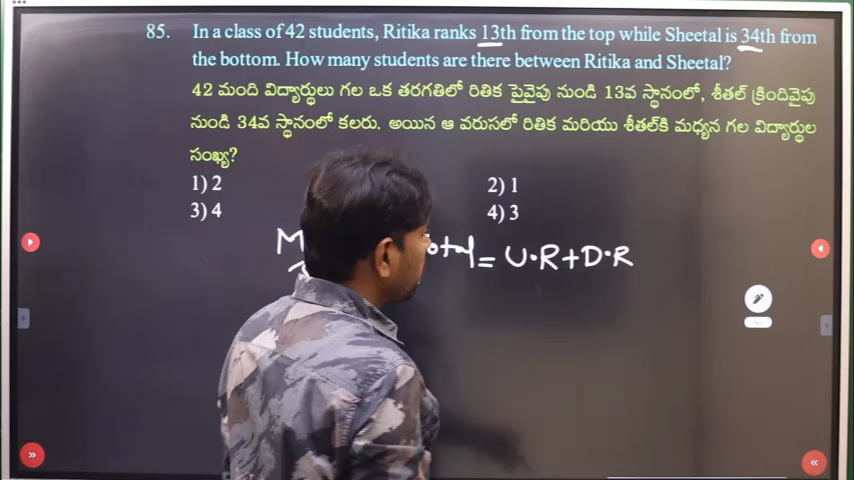 85. In a class of 42 students, Ritika ranks 13th from the top while Sheetal is 34th from
the bottom. How many students are there between Ritika and Sheetal?
42 మంది విద్యార్థులు గల ఒక తరగతిలో రితిక పైవైపు నుండి 13వ స్థానంలో, శీతల్ క్రిందివైపు
నుండి 34వ స్థానంలో కలరు. అయిన ఆ వరుసలో రితిక మరియు శీతల్‌కి మధ్యన గల విద్యార్థుల
సంఖ్య?
1) 2 2) 1
3) 4 4) 3
= U·R+D·R